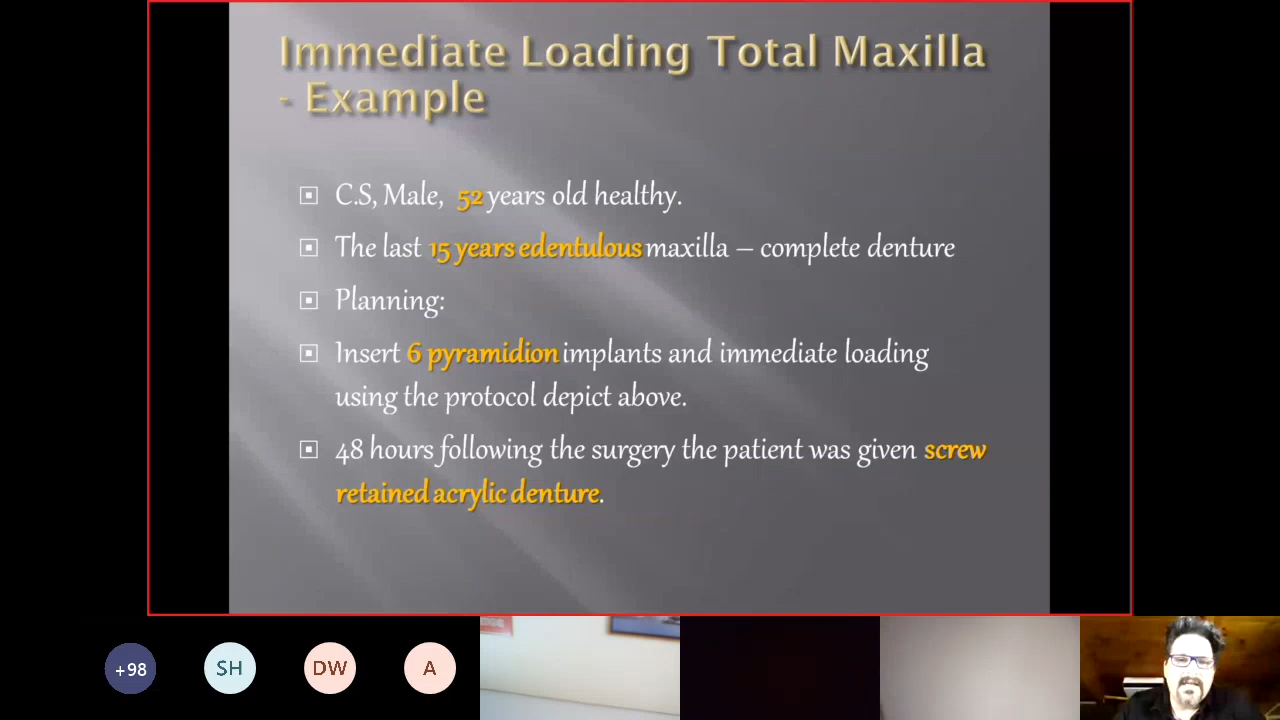 Immediate Loading Total Maxilla
- Example
C.S, Male, 52 years old healthy.
The last 15 years edentulous maxilla – complete denture
Planning:
Insert 6 pyramidion implants and immediate loading
using the protocol depict above.
48 hours following the surgery the patient was given screw
retained acrylic denture.
+98
SH
DW
A